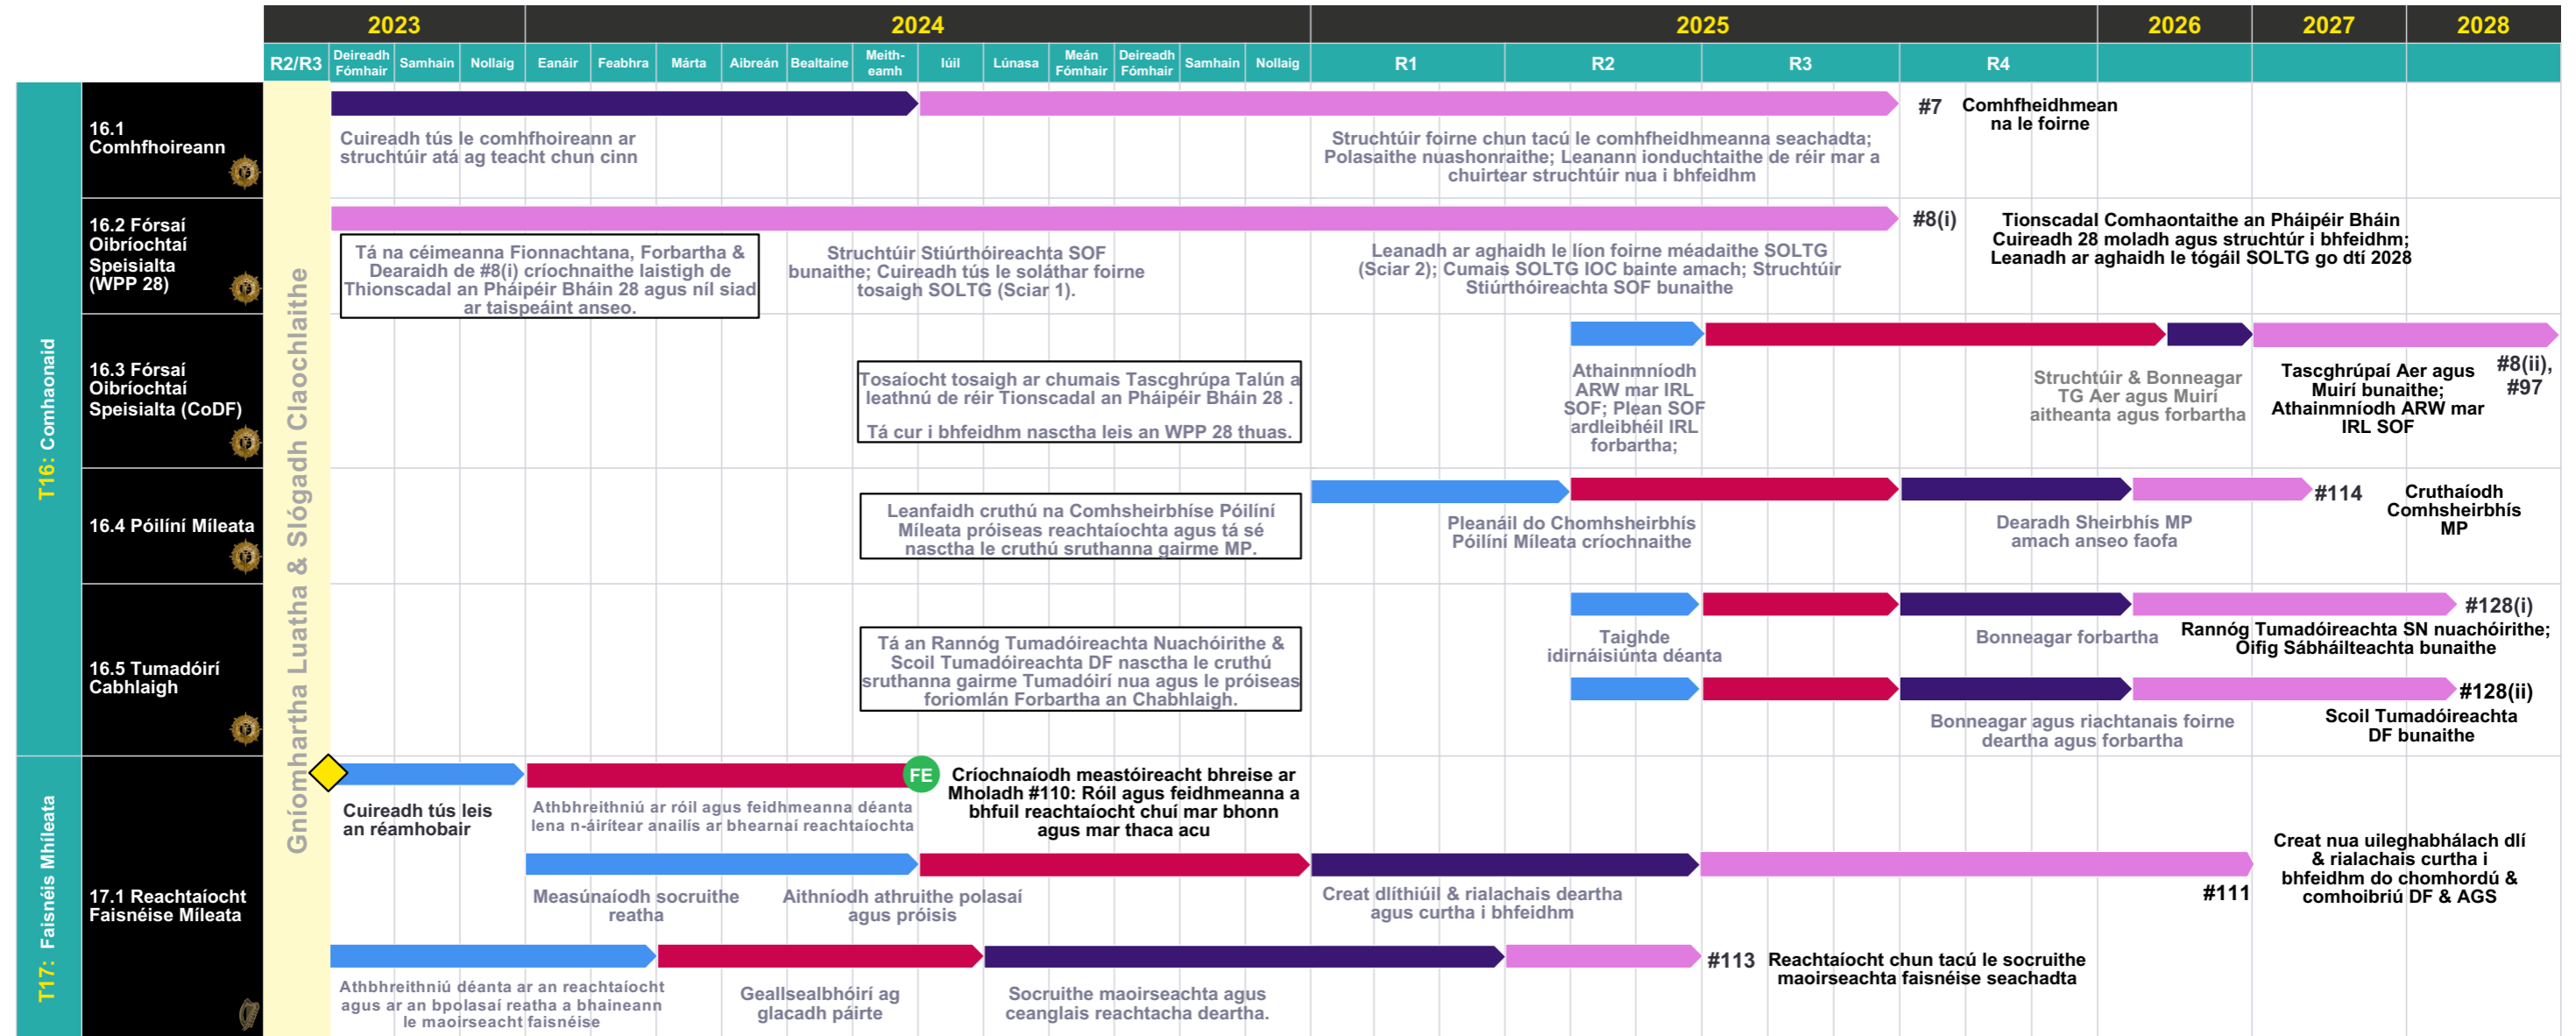 2023 2024 2025 2026 2027 2028
R2/R3 Deireadh Fómhair Samhain Nollaig Eanáir Feabhra Márta Aibreán Bealtaine Meith-eamh Iúil Lúnasa Meán Fómhair Deireadh Fómhair Samhain Nollaig R1 R2 R3 R4
Gníomhartha Luatha & Slógadh Claochlaithe
T16: Comhaonaid
16.1
Comhfhoireann
Cuireadh tús le comhfhoireann ar
struchtúir atá ag teacht chun cinn
Struchtúir foirne chun tacú le comhfheidhmeanna seachadta;
Polasaithe nuashonraithe; Leanann ionduchtaithe de réir mar a
chuirtear struchtúir nua i bhfeidhm
#7
Comhfheidhmean
na le foirne
16.2 Fórsaí
Oibríochtaí
Speisialta
(WPP 28)
Tá na céimeanna Fionnachtana, Forbartha &
Dearaidh de #8(i) críochnaithe laistigh de
Thionscadal an Pháipéir Bháin 28 agus níl siad
ar taispeáint anseo.
Struchtúir Stiúrthóireachta SOF
bunaithe; Cuireadh tús le soláthar foirne
tosaigh SOLTG (Sciar 1).
Leanadh ar aghaidh le líon foirne méadaithe SOLTG
(Sciar 2); Cumais SOLTG IOC bainte amach; Struchtúir
Stiúrthóireachta SOF bunaithe
#8(i)
Tionscadal Comhaontaithe an Pháipéir Bháin
Cuireadh 28 moladh agus struchtúr i bhfeidhm;
Leanadh ar aghaidh le tógáil SOLTG go dtí 2028
16.3 Fórsaí
Oibríochtaí
Speisialta (CoDF)
Tosaíocht tosaigh ar chumais Tascghrúpa Talún a
leathnú de réir Tionscadal an Pháipéir Bháin 28 .
Tá cur i bhfeidhm nasctha leis an WPP 28 thuas.
Athainmníodh
ARW mar IRL
SOF; Plean SOF
ardleibhéil IRL
forbartha;
Struchtúir & Bonneagar
TG Aer agus Muirí
aitheanta agus forbartha
Tascghrúpaí Aer agus
Muirí bunaithe;
Athainmníodh ARW mar
IRL SOF
#8(ii),
#97
16.4 Póilíní Míleata
Leanfaidh cruthú na Comhsheirbhíse Póilíní
Míleata próiseas reachtaíochta agus tá sé
nasctha le cruthú sruthanna gairme MP.
Pleanáil do Chomhsheirbhís
Póilíní Míleata críochnaithe
Dearadh Sheirbhís MP
amach anseo faofa
#114
Cruthaíodh
Comhsheirbhís
MP
16.5 Tumadóirí
Cabhlaigh
Tá an Rannóg Tumadóireachta Nuachóirithe &
Scoil Tumadóireachta DF nasctha le cruthú
sruthanna gairme Tumadóirí nua agus le próiseas
foriomlán Forbartha an Chabhlaigh.
Taighde
idirnáisiúnta déanta
Bonneagar forbartha
#128(i)
Rannóg Tumadóireachta SN nuachóirithe;
Oifig Sábháilteachta bunaithe
Bonneagar agus riachtanais foirne
deartha agus forbartha
#128(ii)
Scoil Tumadóireachta
DF bunaithe
T17: Faisnéis Mhíleata
17.1 Reachtaíocht
Faisnéise Míleata
Cuireadh tús leis
an réamhobair
Athbhreithniú ar róil agus feidhmeanna déanta
lena n-áirítear anailís ar bhearnaí reachtaíochta
FE
Críochnaíodh meastóireacht bhreise ar
Mholadh #110: Róil agus feidhmeanna a
bhfuil reachtaíocht chuí mar bhonn
agus mar thaca acu
Measúnaíodh socruithe
reatha
Aithníodh athruithe polasaí
agus próisis
Creat dlíthiúil & rialachais deartha
agus curtha i bhfeidhm
#111
Creat nua uileghabhálach dlí
& rialachais curtha i
bhfeidhm do chomhordú &
comhoibriú DF & AGS
Athbhreithniú déanta ar an reachtaíocht
agus ar an bpolasaí reatha a bhaineann
le maoirseacht faisnéise
Geallsealbhóirí ag
glacadh páirte
Socruithe maoirseachta agus
ceanglais reachtacha deartha.
#113
Reachtaíocht chun tacú le socruithe
maoirseachta faisnéise seachadta